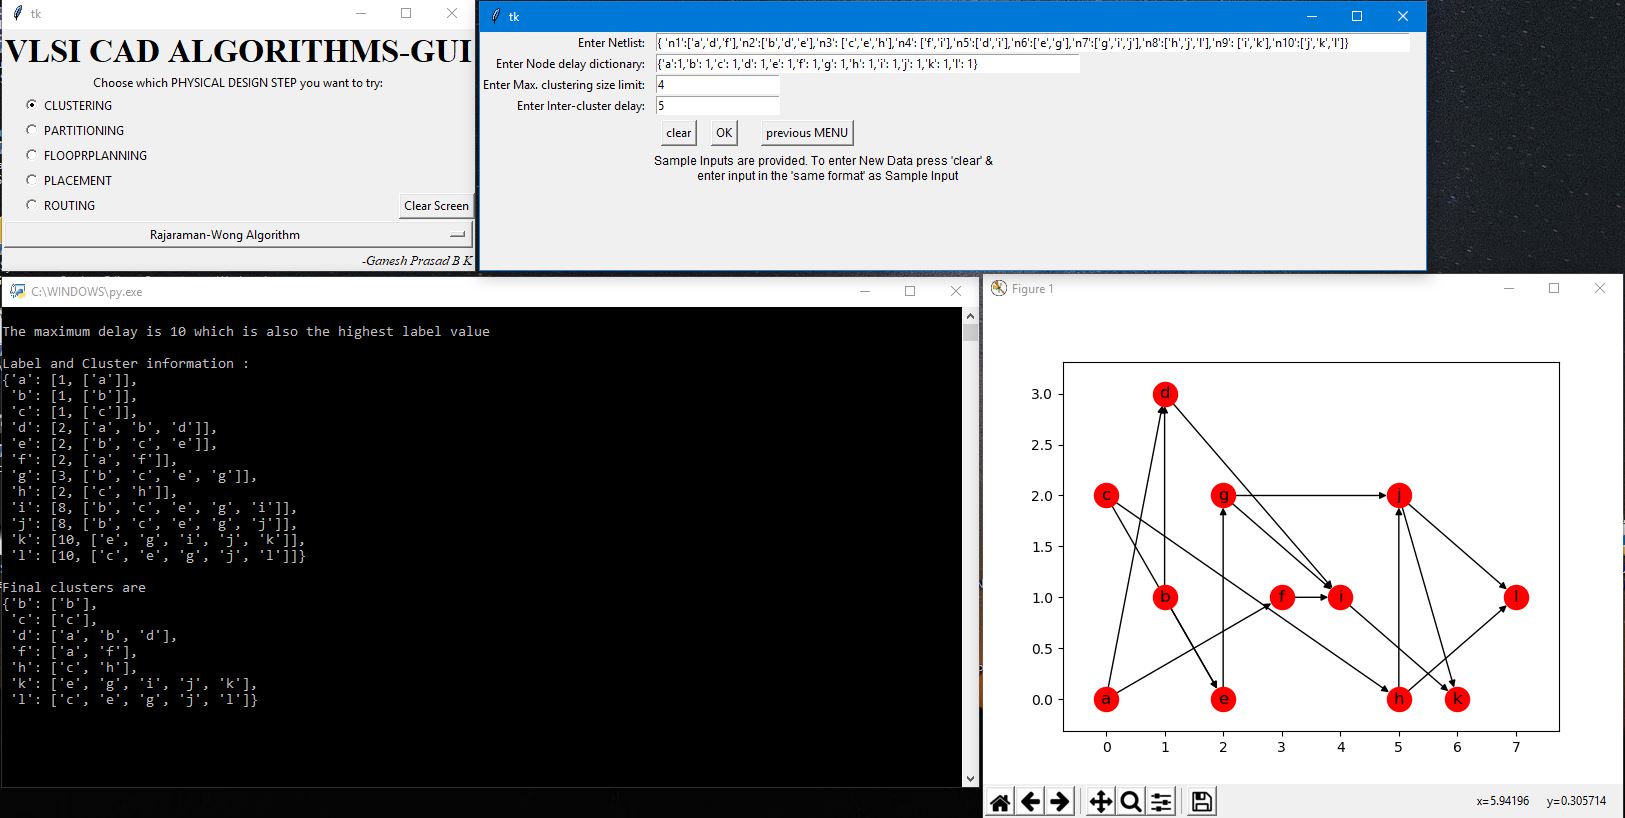 tk
VLSI CAD ALGORITHMS-GUI
Choose which PHYSICAL DESIGN STEP you want to try:
CLUSTERING
PARTITIONING
FLOOPRPLANNING
PLACEMENT
ROUTING
Clear Screen
Rajaraman-Wong Algorithm
-Ganesh Prasad B K
tk
Enter Netlist: { 'n1':['a','d','f'],'n2':['b','d','e'],'n3': ['c','e','h'],'n4': ['f','i'],'n5':['d','i'],'n6':['e','g'],'n7':['g','i','j'],'n8':['h','j','l'],'n9': ['i','k'],'n10':['j','k','l']}
Enter Node delay dictionary: {'a':1,'b': 1,'c': 1,'d': 1,'e': 1,'f': 1,'g': 1,'h': 1,'i': 1,'j': 1,'k': 1,'l': 1}
Enter Max. clustering size limit: 4
Enter Inter-cluster delay: 5
clear OK previous MENU
Sample Inputs are provided. To enter New Data press 'clear' &
enter input in the 'same format' as Sample Input
C:\WINDOWS\py.exe
The maximum delay is 10 which is also the highest label value
Label and Cluster information :
{'a': [1, ['a']],
'b': [1, ['b']],
'c': [1, ['c']],
'd': [2, ['a', 'b', 'd']],
'e': [2, ['b', 'c', 'e']],
'f': [2, ['a', 'f']],
'g': [3, ['b', 'c', 'e', 'g']],
'h': [2, ['c', 'h']],
'i': [8, ['b', 'c', 'e', 'g', 'i']],
'j': [8, ['b', 'c', 'e', 'g', 'j']],
'k': [10, ['e', 'g', 'i', 'j', 'k']],
'l': [10, ['c', 'e', 'g', 'j', 'l']]}
Final clusters are
{'b': ['b'],
'c': ['c'],
'd': ['a', 'b', 'd'],
'f': ['a', 'f'],
'h': ['c', 'h'],
'k': ['e', 'g', 'i', 'j', 'k'],
'l': ['c', 'e', 'g', 'j', 'l']}
Figure 1
3.0
2.5
2.0
1.5
1.0
0.5
0.0
d
c g j
b f i l
a e h k
0 1 2 3 4 5 6 7
x=5.94196 y=0.305714